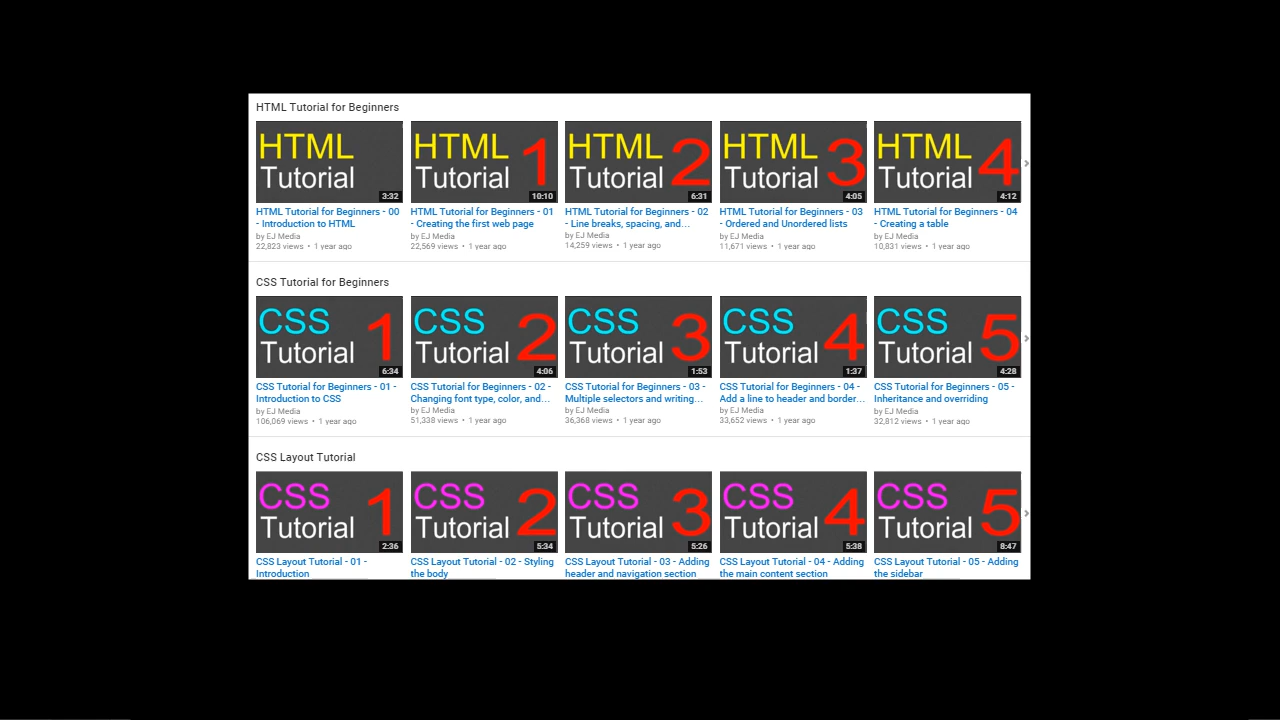 HTML Tutorial for Beginners
HTML
Tutorial
3:32
HTML Tutorial for Beginners - 00
- Introduction to HTML
by EJ Media
22,823 views • 1 year ago
HTML
Tutorial
1
10:10
HTML Tutorial for Beginners - 01
- Creating the first web page
by EJ Media
22,569 views • 1 year ago
HTML
Tutorial
2
6:31
HTML Tutorial for Beginners - 02
- Line breaks, spacing, and...
by EJ Media
14,259 views • 1 year ago
HTML
Tutorial
3
4:05
HTML Tutorial for Beginners - 03
- Ordered and Unordered lists
by EJ Media
11,671 views • 1 year ago
HTML
Tutorial
4
4:12
HTML Tutorial for Beginners - 04
- Creating a table
by EJ Media
10,831 views • 1 year ago
CSS Tutorial for Beginners
CSS
Tutorial
1
6:34
CSS Tutorial for Beginners - 01 -
Introduction to CSS
by EJ Media
106,069 views • 1 year ago
CSS
Tutorial
2
4:06
CSS Tutorial for Beginners - 02 -
Changing font type, color, and...
by EJ Media
51,338 views • 1 year ago
CSS
Tutorial
3
1:53
CSS Tutorial for Beginners - 03 -
Multiple selectors and writing...
by EJ Media
36,368 views • 1 year ago
CSS
Tutorial
4
1:37
CSS Tutorial for Beginners - 04 -
Add a line to header and border...
by EJ Media
33,652 views • 1 year ago
CSS
Tutorial
5
4:28
CSS Tutorial for Beginners - 05 -
Inheritance and overriding
by EJ Media
32,812 views • 1 year ago
CSS Layout Tutorial
CSS
Tutorial
1
2:36
CSS Layout Tutorial - 01 -
Introduction
CSS
Tutorial
2
5:34
CSS Layout Tutorial - 02 - Styling
the body
CSS
Tutorial
3
5:26
CSS Layout Tutorial - 03 - Adding
header and navigation section
CSS
Tutorial
4
5:38
CSS Layout Tutorial - 04 - Adding
the main content section
CSS
Tutorial
5
8:47
CSS Layout Tutorial - 05 - Adding
the sidebar